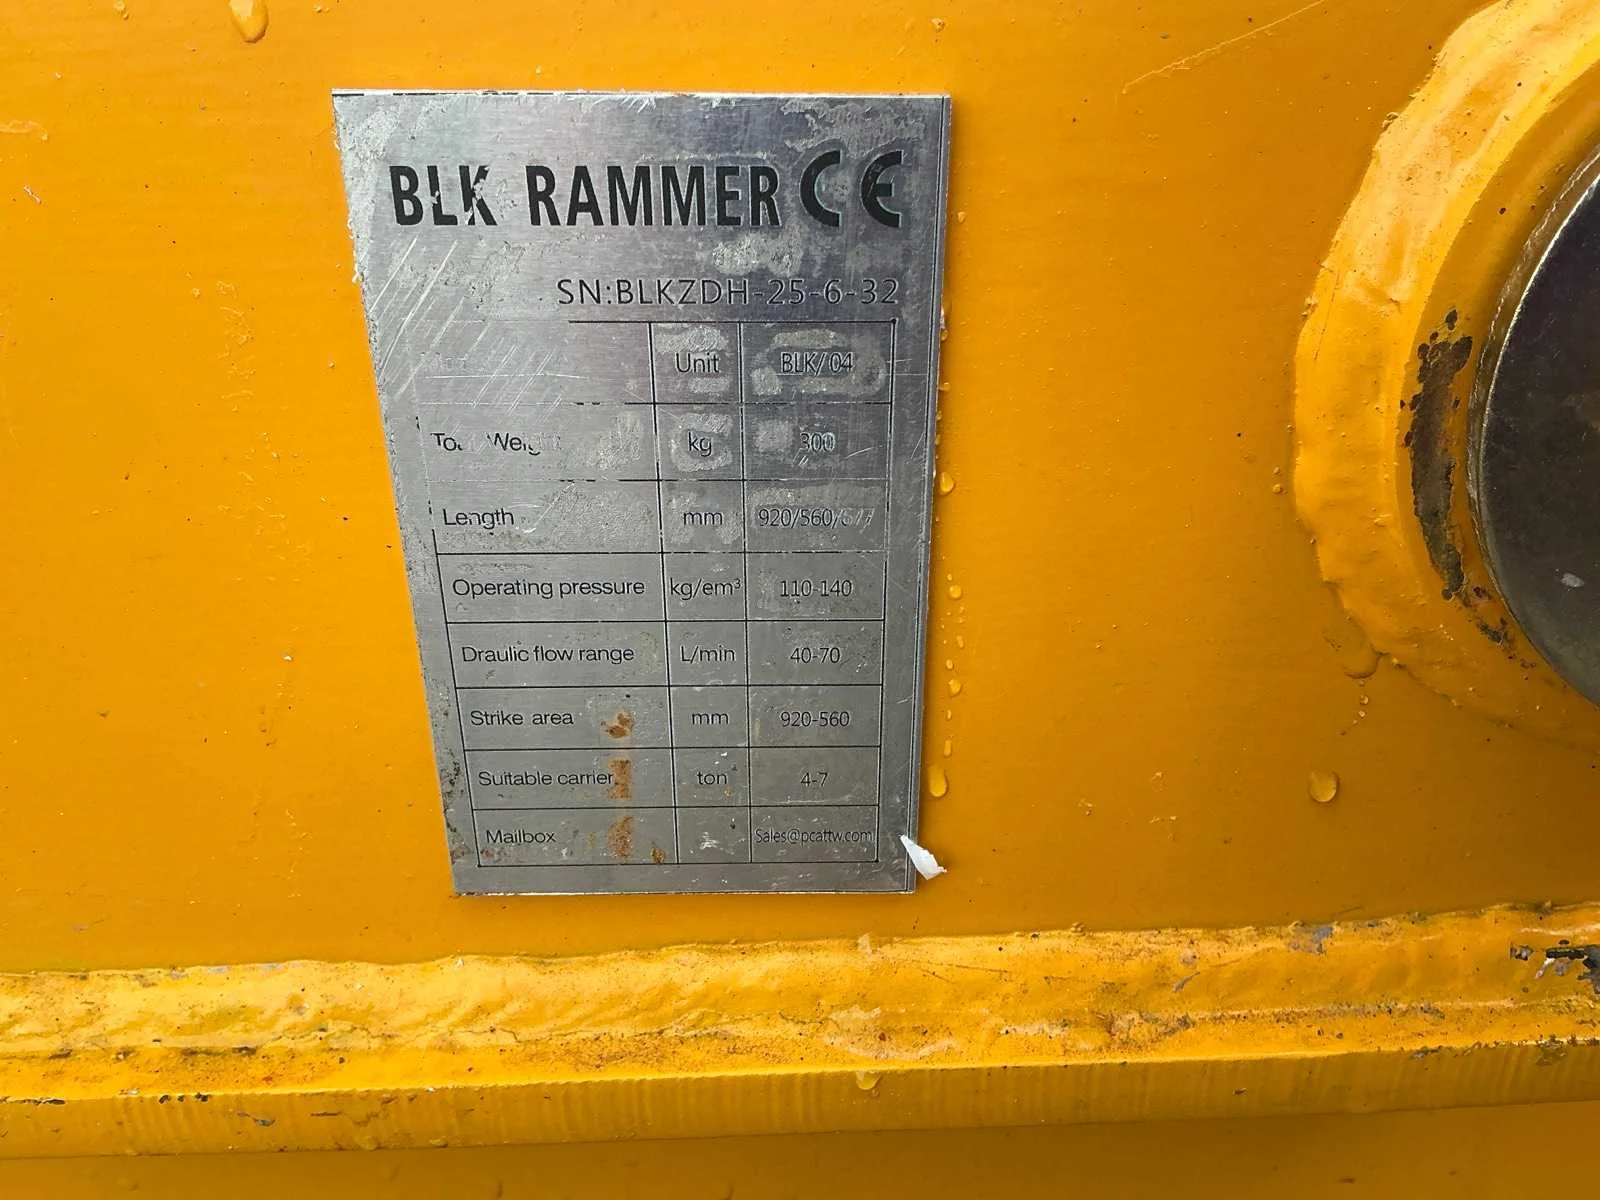 BLK RAMMER CE
SN:BLKZDH-25-6-32
Unit BLK/04
kg 300
Length mm 920/560/
Operating pressure kg/em³ 110-140
Draulic flow range L/min 40-70
Strike area mm 920-560
Suitable carrier ton 4-7
Mailbox Sales@pcattw.com